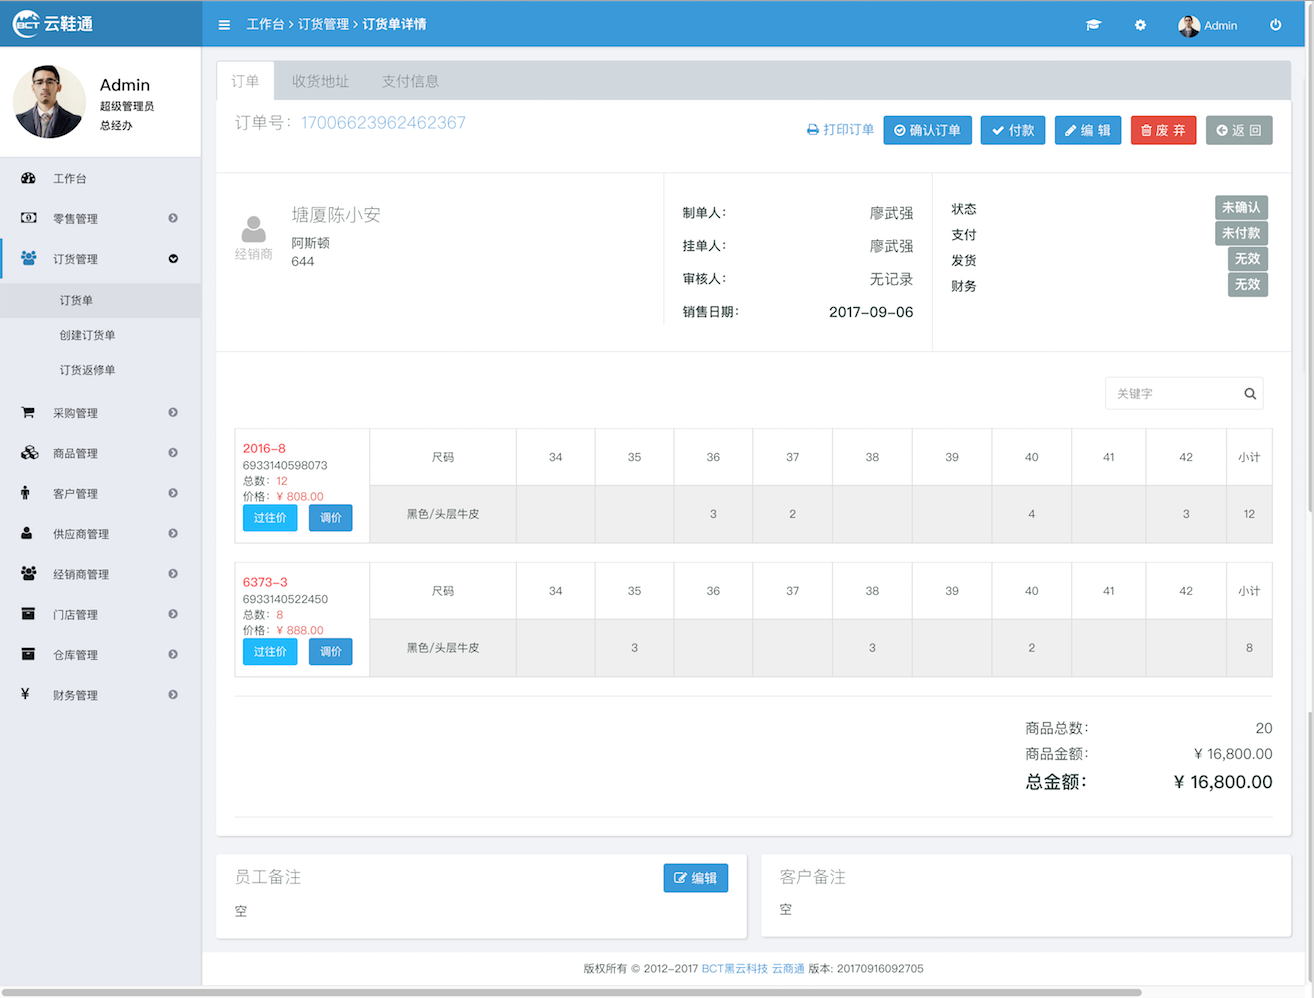 BCT 云鞋通
工作台 > 订货管理 > 订货单详情
Admin
Admin
超级管理员
总经办
工作台
零售管理
订货管理
订货单
创建订货单
订货返修单
采购管理
商品管理
客户管理
供应商管理
经销商管理
门店管理
仓库管理
¥ 财务管理
订单 收货地址 支付信息
订单号: 17006623962462367
打印订单 确认订单 付款 编 辑 废 弃 返 回
经销商
塘厦陈小安
阿斯顿
644
制单人: 廖武强
挂单人: 廖武强
审核人: 无记录
销售日期: 2017-09-06
状态 未确认
支付 未付款
发货 无效
财务 无效
关键字
2016-8
6933140598073
总数: 12
价格: ¥ 808.00
过往价 调价
尺码 34 35 36 37 38 39 40 41 42 小计
黑色/头层牛皮 3 2 4 3 12
6373-3
6933140522450
总数: 8
价格: ¥ 888.00
过往价 调价
尺码 34 35 36 37 38 39 40 41 42 小计
黑色/头层牛皮 3 3 2 8
商品总数: 20
商品金额: ¥ 16,800.00
总金额: ¥ 16,800.00
员工备注 编辑
空
客户备注
空
版权所有 © 2012-2017 BCT黑云科技 云商通 版本: 20170916092705